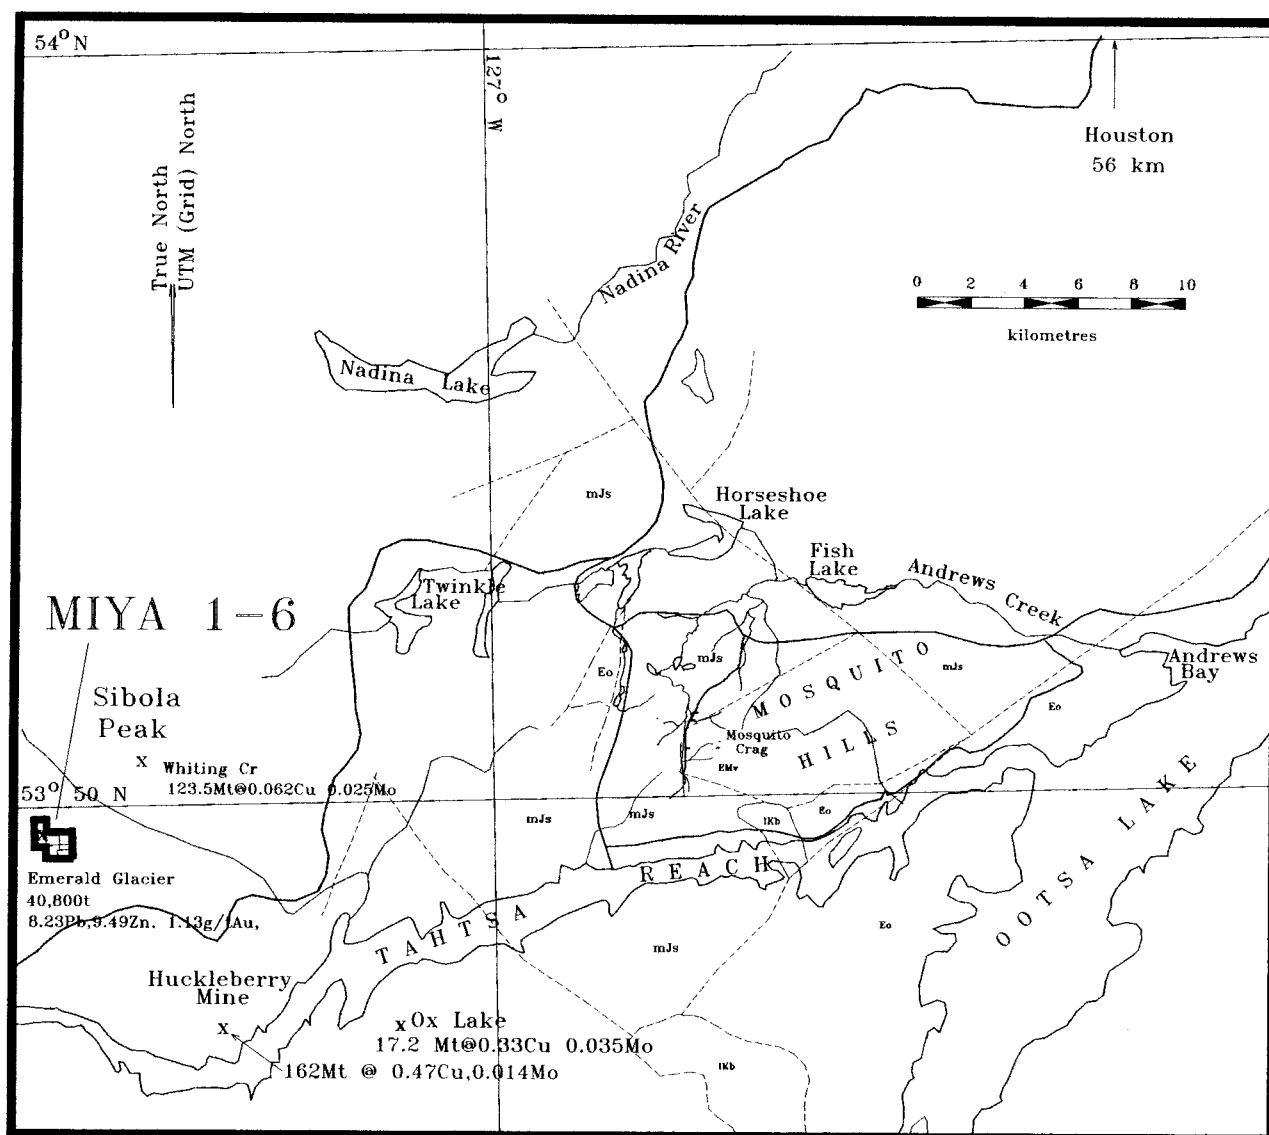 54° N
127° W
Houston
56 km
True North
UTM (Grid) North
Nadina River
0 2 4 6 8 10
kilometres
Nadina Lake
mJs
Horseshoe
Lake
Fish
Lake
Andrews Creek
Twinkle
Lake
MIYA 1-6
Andrews
Bay
Eo
mJs
MOSQUITO
HILLS
mJs
Eo
Sibola
Peak
Mosquito
Crag
EMv
x Whiting Cr
123.5Mt@0.062Cu 0.025Mo
53° 50 N
mJs
mJs
lKb
Eo
OOTSA LAKE
x
Emerald Glacier
40,800t
8.23Pb,9.49Zn. 1.13g/tAu,
TAHTSA REACH
Eo
mJs
Huckleberry
Mine
x
x Ox Lake
17.2 Mt@0.33Cu 0.035Mo
162Mt @ 0.47Cu,0.014Mo
lKb